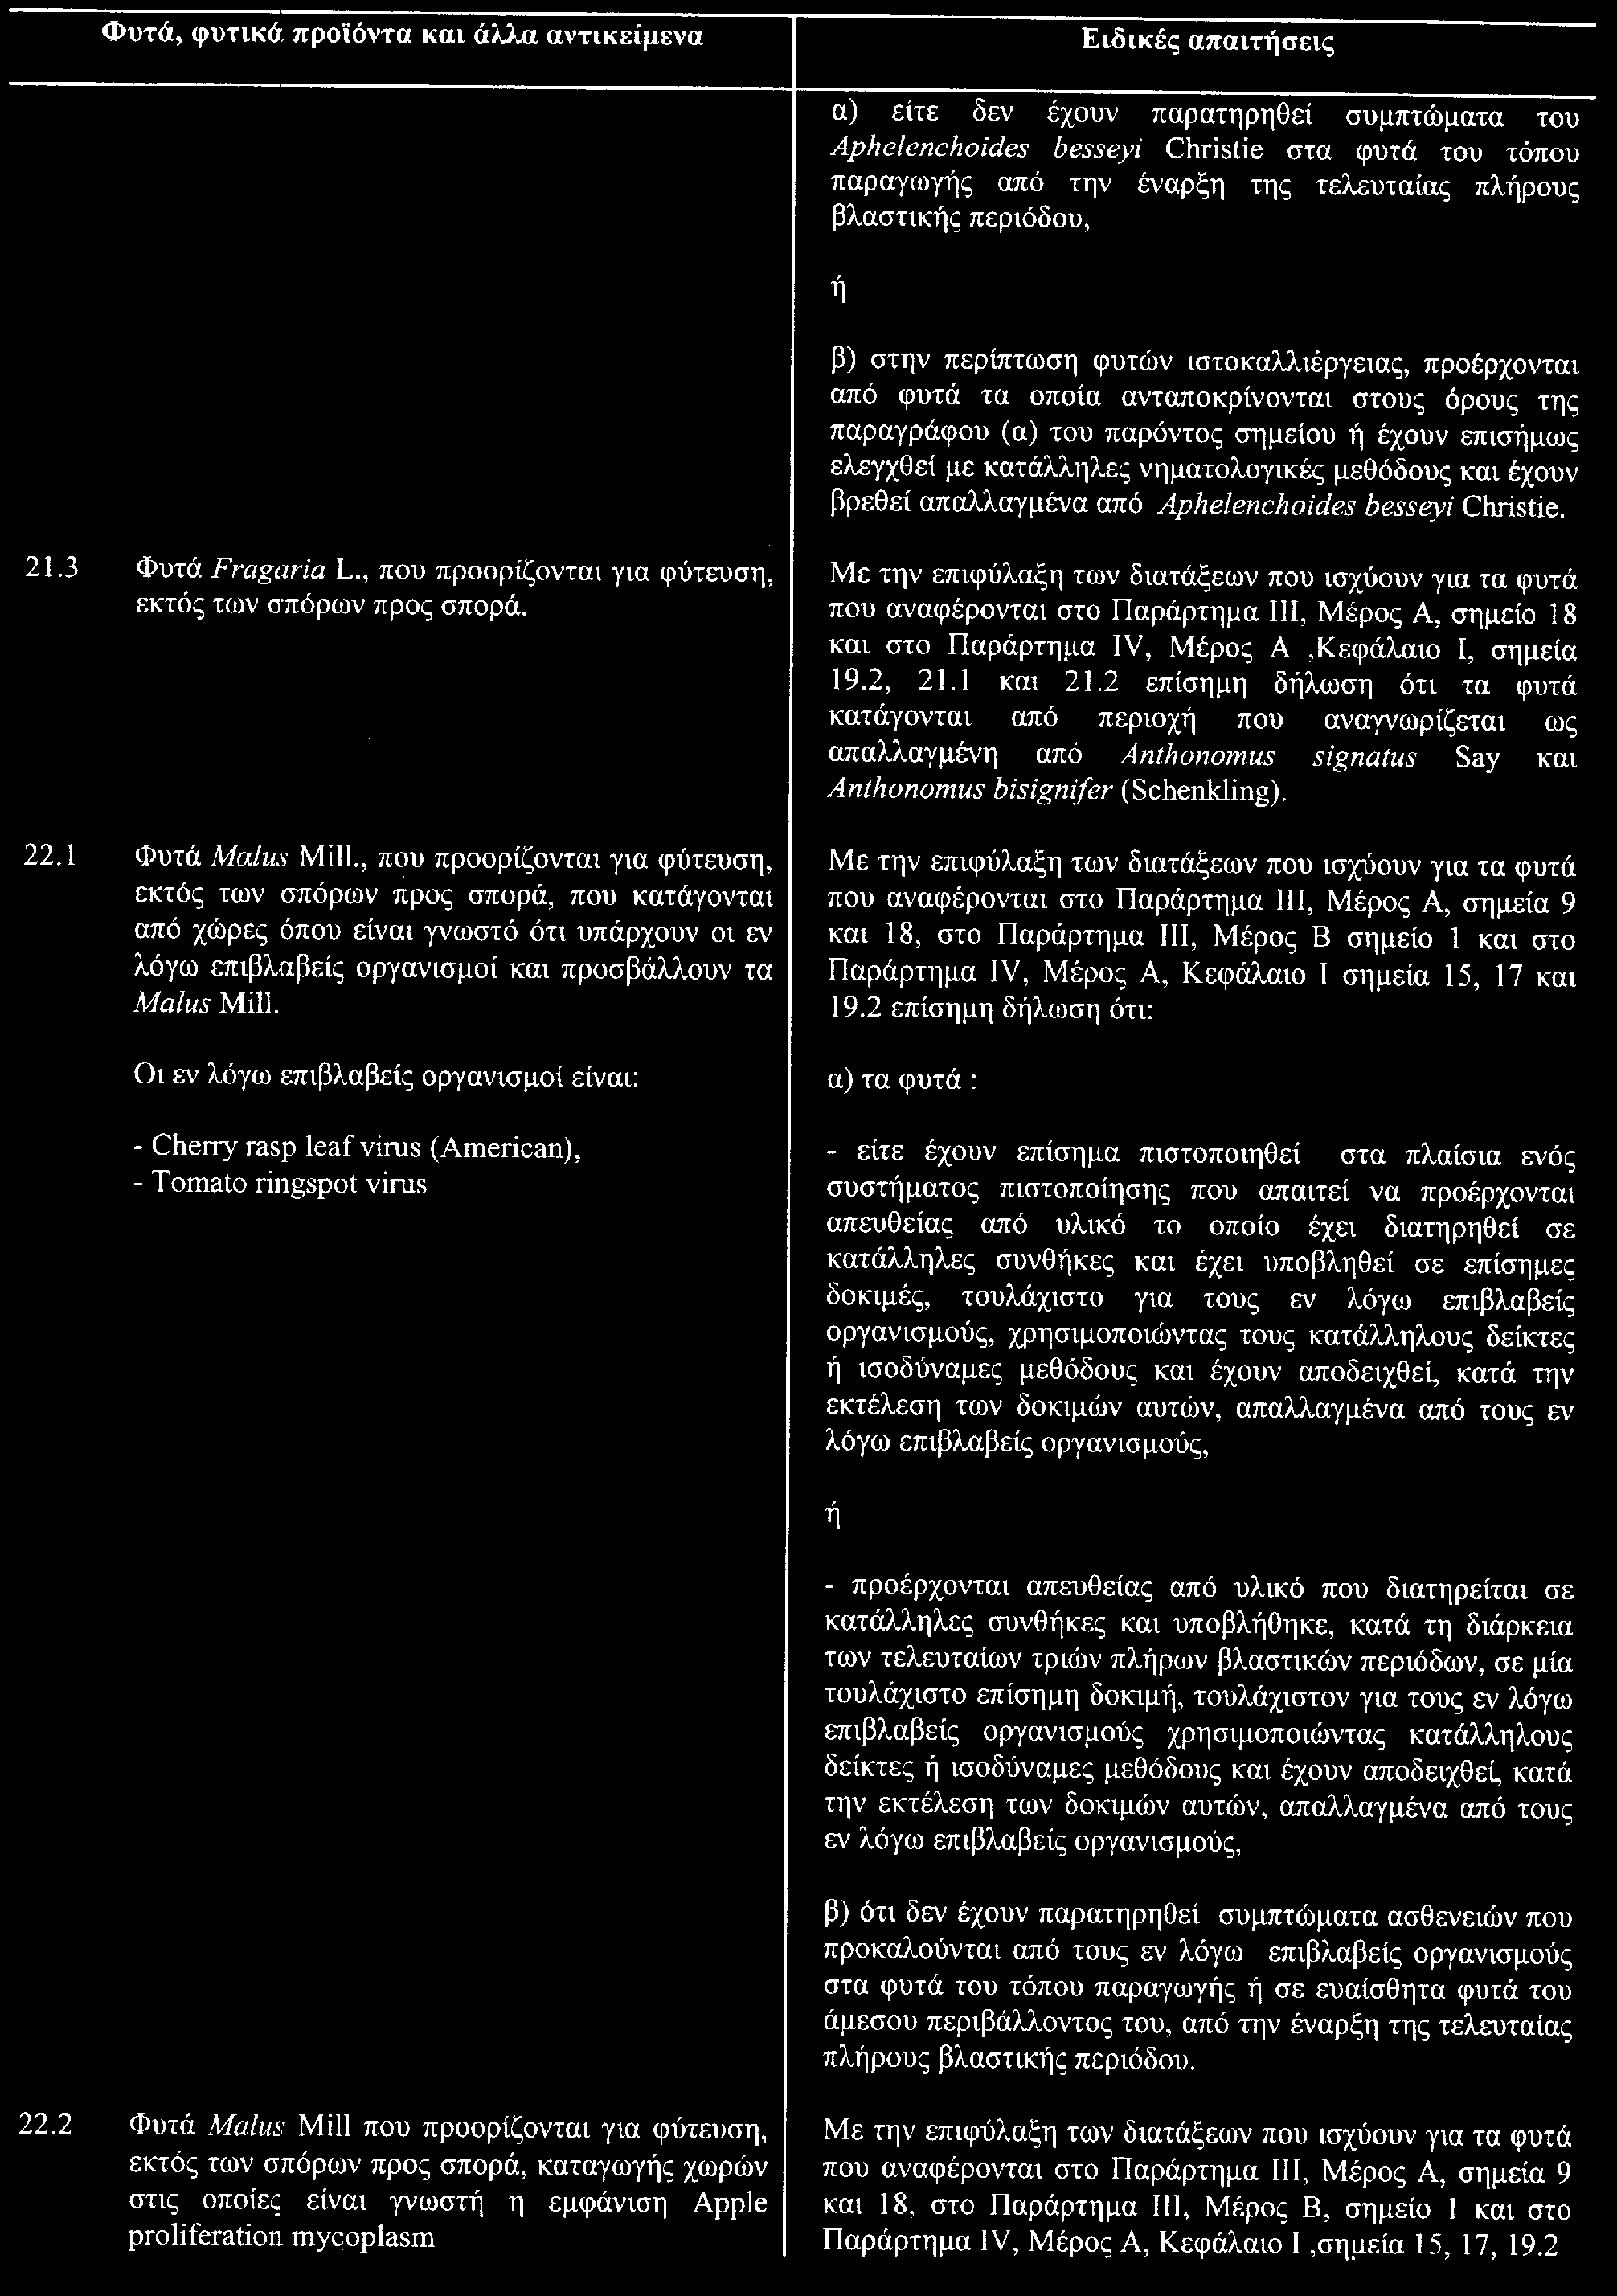 Φυτά, φυτικά προϊόντα και άλλα αντικείμενα
Ειδικές απαιτήσεις
α) είτε δεν έχουν παρατηρηθεί συμπτώματα του
Aphelenchoides besseyi Christie στα φυτά του τόπου
παραγωγής από την έναρξη της τελευταίας πλήρους
βλαστικής περιόδου,
ή
β) στην περίπτωση φυτών ιστοκαλλιέργειας, προέρχονται
από φυτά τα οποία ανταποκρίνονται στους όρους της
παραγράφου (α) του παρόντος σημείου ή έχουν επισήμως
ελεγχθεί με κατάλληλες νηματολογικές μεθόδους και έχουν
βρεθεί απαλλαγμένα από Aphelenchoides besseyi Christie.
21.3 Φυτά Fragaria L., που προορίζονται για φύτευση,
εκτός των σπόρων προς σπορά.
Με την επιφύλαξη των διατάξεων που ισχύουν για τα φυτά
που αναφέρονται στο Παράρτημα III, Μέρος Α, σημείο 18
και στο Παράρτημα IV, Μέρος Α ,Κεφάλαιο Ι, σημεία
19.2, 21.1 και 21.2 επίσημη δήλωση ότι τα φυτά
κατάγονται από περιοχή που αναγνωρίζεται ως
απαλλαγμένη από Anthonomus signatus Say και
Anthonomus bisignifer (Schenkling).
22.1 Φυτά Malus Mill., που προορίζονται για φύτευση,
εκτός των σπόρων προς σπορά, που κατάγονται
από χώρες όπου είναι γνωστό ότι υπάρχουν οι εν
λόγω επιβλαβείς οργανισμοί και προσβάλλουν τα
Malus Mill.
Οι εν λόγω επιβλαβείς οργανισμοί είναι:
- Cherry rasp leaf virus (American),
- Tomato ringspot virus
Με την επιφύλαξη των διατάξεων που ισχύουν για τα φυτά
που αναφέρονται στο Παράρτημα III, Μέρος Α, σημεία 9
και 18, στο Παράρτημα III, Μέρος Β σημείο 1 και στο
Παράρτημα IV, Μέρος Α, Κεφάλαιο Ι σημεία 15, 17 και
19.2 επίσημη δήλωση ότι:
α) τα φυτά :
- είτε έχουν επίσημα πιστοποιηθεί στα πλαίσια ενός
συστήματος πιστοποίησης που απαιτεί να προέρχονται
απευθείας από υλικό το οποίο έχει διατηρηθεί σε
κατάλληλες συνθήκες και έχει υποβληθεί σε επίσημες
δοκιμές, τουλάχιστο για τους εν λόγω επιβλαβείς
οργανισμούς, χρησιμοποιώντας τους κατάλληλους δείκτες
ή ισοδύναμες μεθόδους και έχουν αποδειχθεί, κατά την
εκτέλεση των δοκιμών αυτών, απαλλαγμένα από τους εν
λόγω επιβλαβείς οργανισμούς,
ή
- προέρχονται απευθείας από υλικό που διατηρείται σε
κατάλληλες συνθήκες και υποβλήθηκε, κατά τη διάρκεια
των τελευταίων τριών πλήρων βλαστικών περιόδων, σε μία
τουλάχιστο επίσημη δοκιμή, τουλάχιστον για τους εν λόγω
επιβλαβείς οργανισμούς χρησιμοποιώντας κατάλληλους
δείκτες ή ισοδύναμες μεθόδους και έχουν αποδειχθεί, κατά
την εκτέλεση των δοκιμών αυτών, απαλλαγμένα από τους
εν λόγω επιβλαβείς οργανισμούς,
β) ότι δεν έχουν παρατηρηθεί συμπτώματα ασθενειών που
προκαλούνται από τους εν λόγω επιβλαβείς οργανισμούς
στα φυτά του τόπου παραγωγής ή σε ευαίσθητα φυτά του
άμεσου περιβάλλοντος του, από την έναρξη της τελευταίας
πλήρους βλαστικής περιόδου.
22.2 Φυτά Malus Mill που προορίζονται για φύτευση,
εκτός των σπόρων προς σπορά, καταγωγής χωρών
στις οποίες είναι γνωστή η εμφάνιση Apple
proliferation mycoplasm
Με την επιφύλαξη των διατάξεων που ισχύουν για τα φυτά
που αναφέρονται στο Παράρτημα III, Μέρος Α, σημεία 9
και 18, στο Παράρτημα III, Μέρος Β, σημείο 1 και στο
Παράρτημα IV, Μέρος Α, Κεφάλαιο Ι ,σημεία 15, 17, 19.2